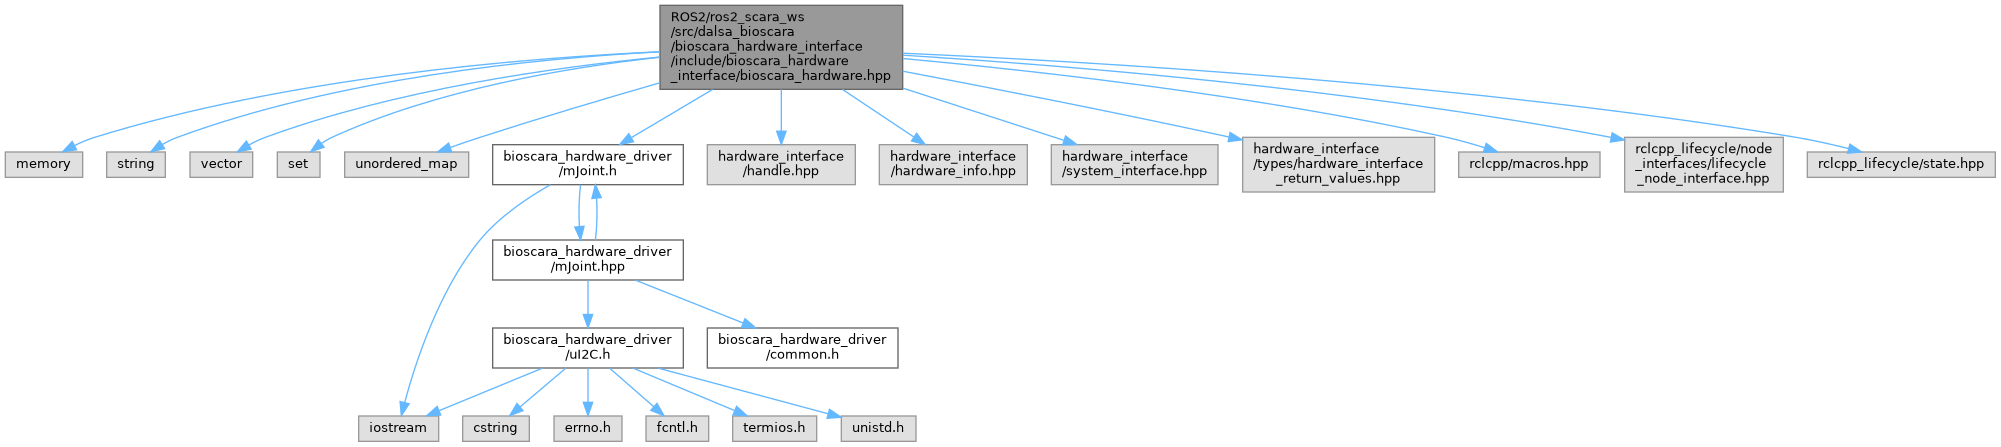 ROS2/ros2_scara_ws
/src/dalsa_bioscara
/bioscara_hardware_interface
/include/bioscara_hardware
_interface/bioscara_hardware.hpp
memory
string
vector
set
unordered_map
bioscara_hardware_driver
/mJoint.h
hardware_interface
/handle.hpp
hardware_interface
/hardware_info.hpp
hardware_interface
/system_interface.hpp
hardware_interface
/types/hardware_interface
_return_values.hpp
rclcpp/macros.hpp
rclcpp_lifecycle/node
_interfaces/lifecycle
_node_interface.hpp
rclcpp_lifecycle/state.hpp
bioscara_hardware_driver
/mJoint.hpp
bioscara_hardware_driver
/uI2C.h
bioscara_hardware_driver
/common.h
iostream
cstring
errno.h
fcntl.h
termios.h
unistd.h